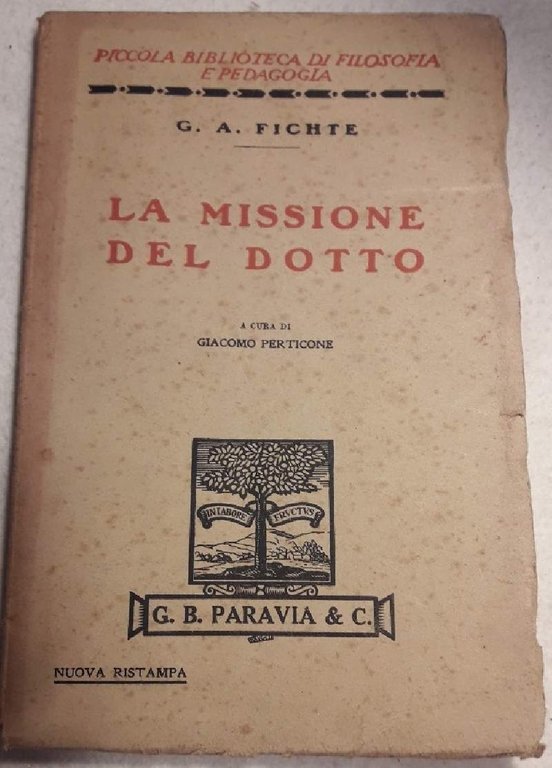 PICCOLA BIBLIOTECA DI FILOSOFIA
E PEDAGOGIA
G. A. FICHTE
LA MISSIONE
DEL DOTTO
A CURA DI
GIACOMO PERTICONE
IN LABORE FRUCTUS
G. B. PARAVIA & C.
NUOVA RISTAMPA